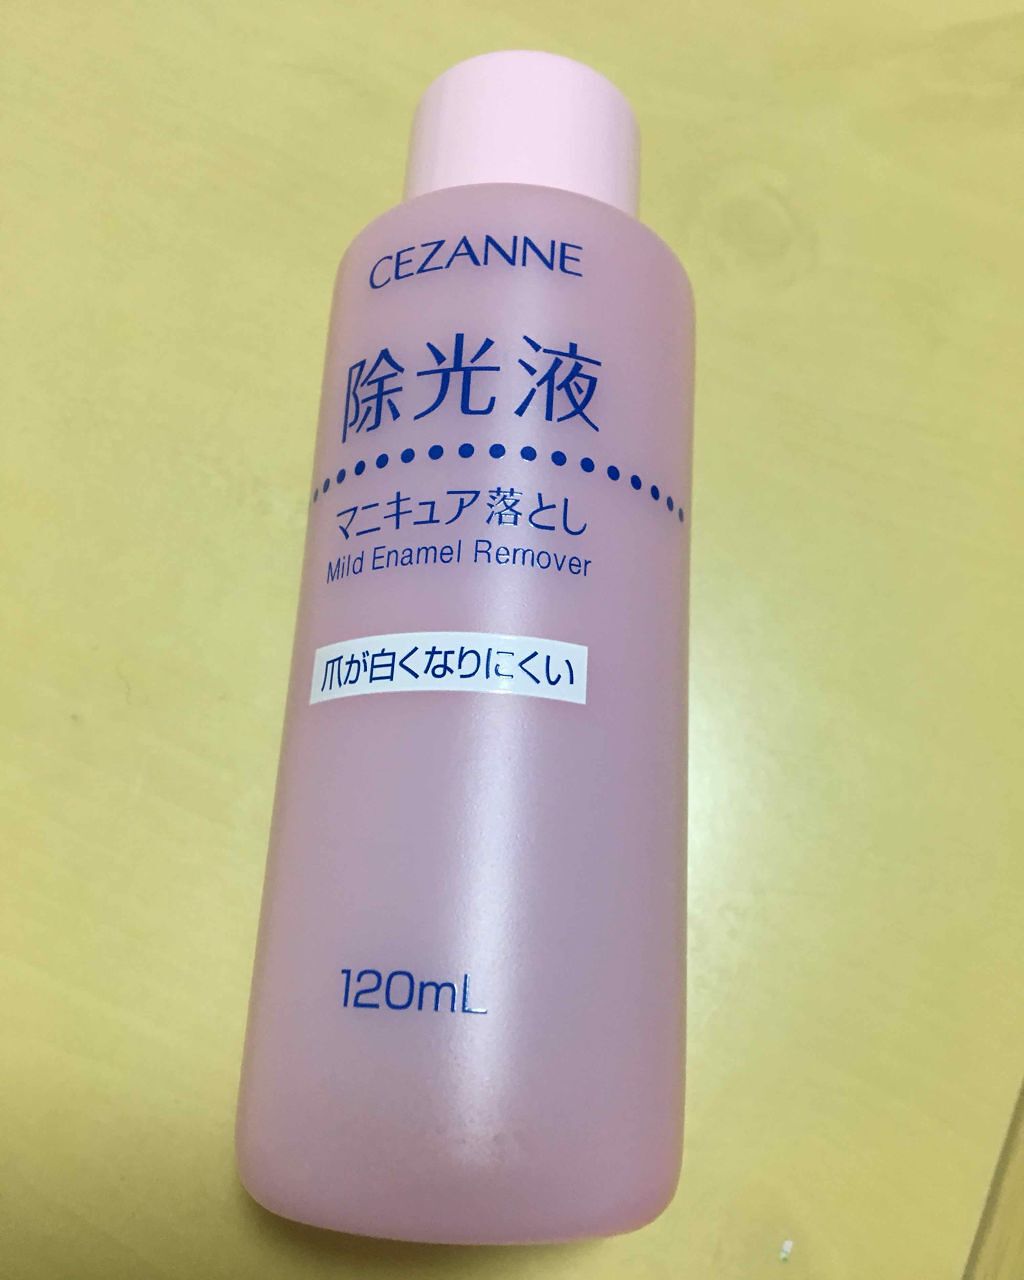 CEZANNE
除光液
マニキュア落とし
Mild Enamel Remover
爪が白くなりにくい
120mL